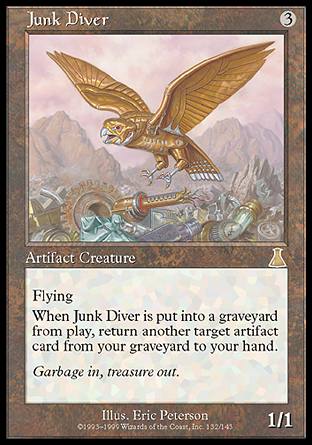 Junk Diver 3
Artifact Creature
Flying
When Junk Diver is put into a graveyard
from play, return another target artifact
card from your graveyard to your hand.
Garbage in, treasure out.
Illus. Eric Peterson
©1993–1999 Wizards of the Coast, Inc. 132/143
1/1